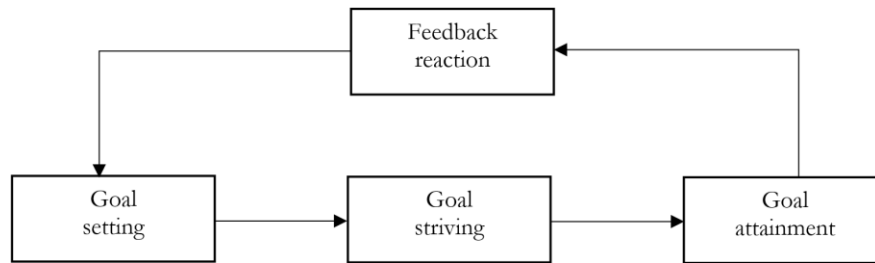 Feedback
reaction
Goal
setting
Goal
striving
Goal
attainment